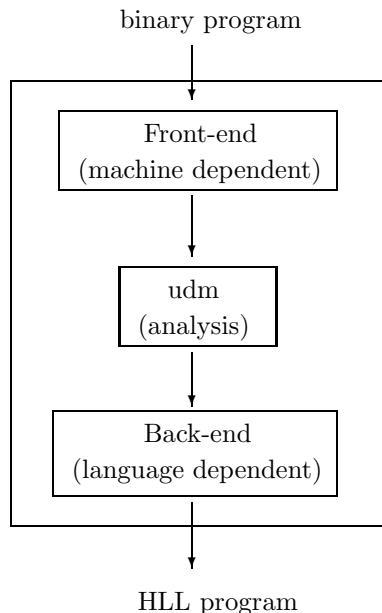 binary program
Front-end
(machine dependent)
udm
(analysis)
Back-end
(language dependent)
HLL program